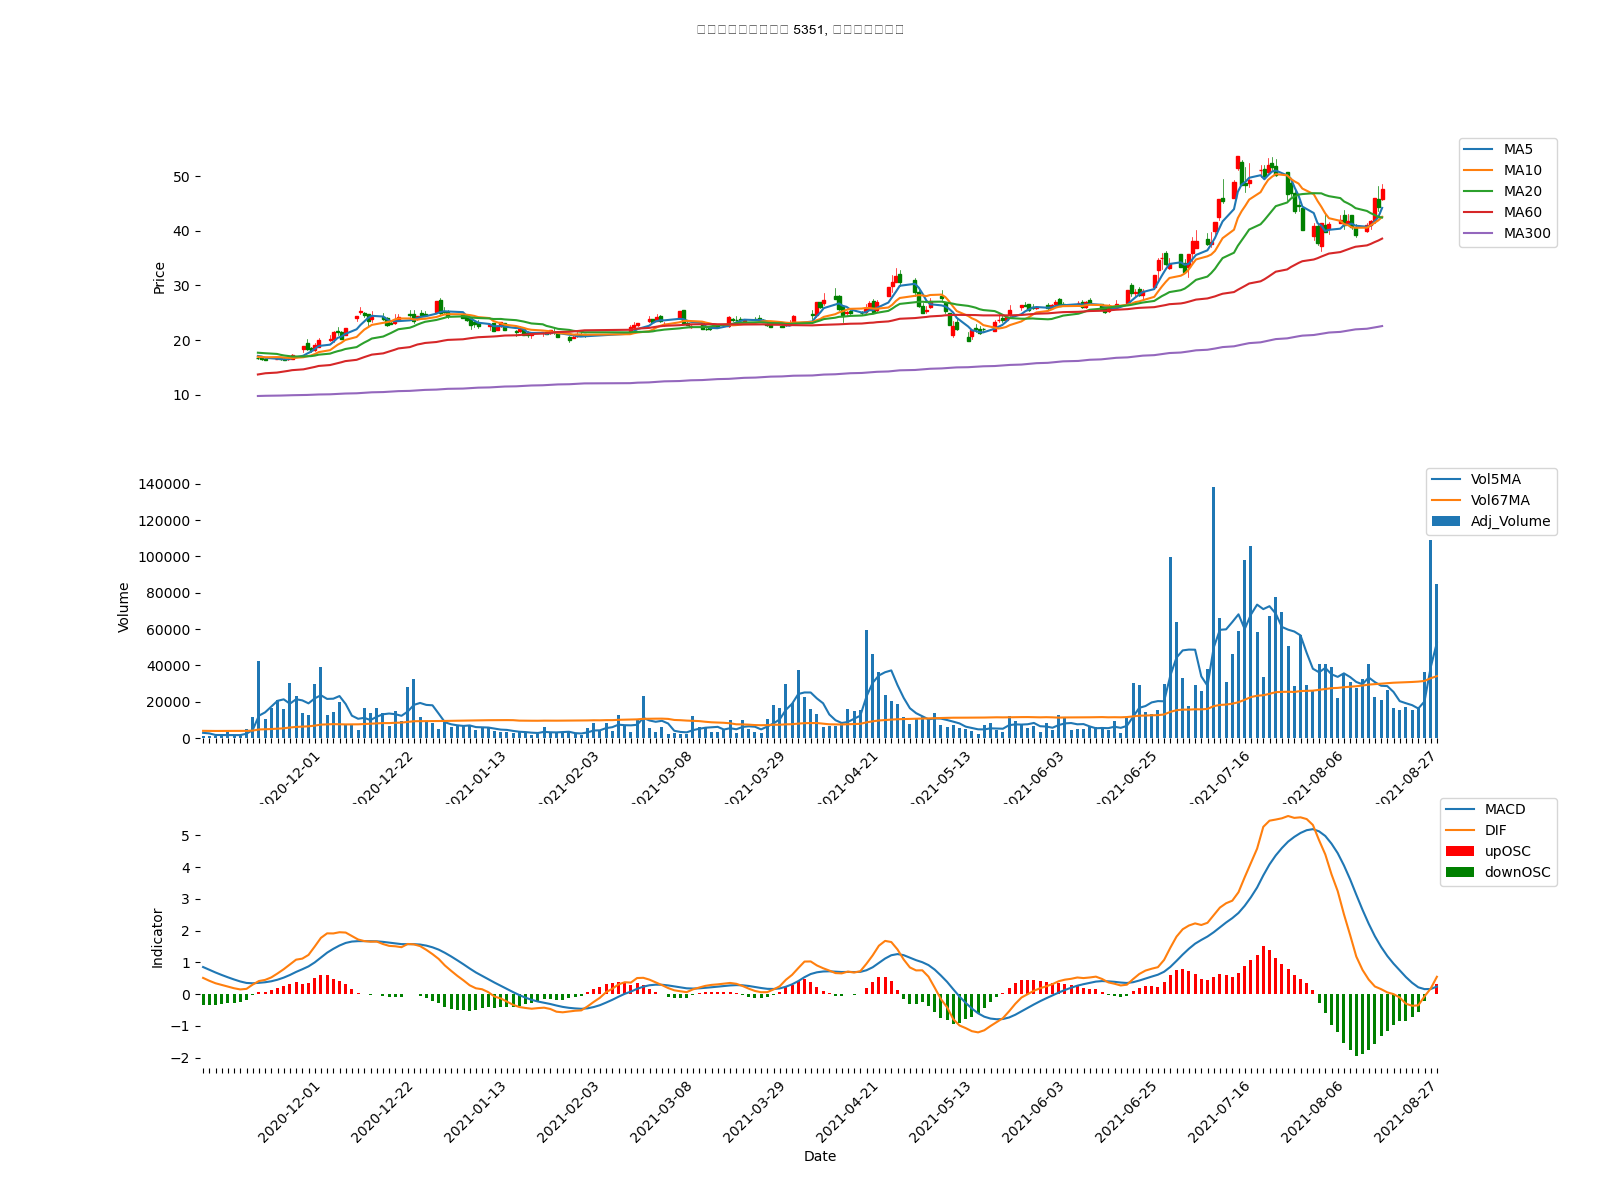 5351,
MA5
MA10
MA20
MA60
MA300
50
40
30
20
10
Price
Vol5MA
Vol67MA
Adj_Volume
140000
120000
100000
80000
60000
40000
20000
0
Volume
2020-12-01 2020-12-22 2021-01-13 2021-02-03 2021-03-08 2021-03-29 2021-04-21 2021-05-13 2021-06-03 2021-06-25 2021-07-16 2021-08-06 2021-08-27
MACD
DIF
upOSC
downOSC
5
4
3
2
1
0
−1
−2
Indicator
2020-12-01 2020-12-22 2021-01-13 2021-02-03 2021-03-08 2021-03-29 2021-04-21 2021-05-13 2021-06-03 2021-06-25 2021-07-16 2021-08-06 2021-08-27
Date